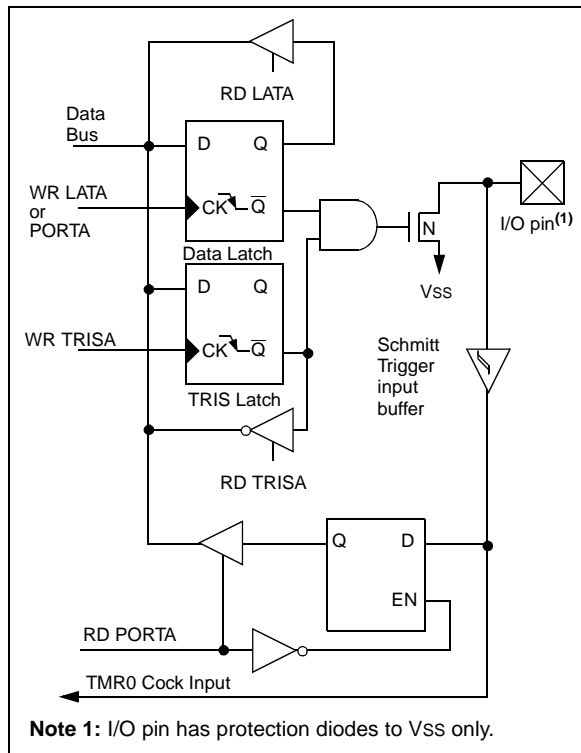 RD LATA
Data
Bus
D Q
WR LATA
or
PORTA
CK Q
Data Latch
N
I/O pin(1)
VSS
D Q
WR TRISA
CK Q
TRIS Latch
Schmitt
Trigger
input
buffer
RD TRISA
Q D
EN
RD PORTA
TMR0 Cock Input
Note 1: I/O pin has protection diodes to VSS only.